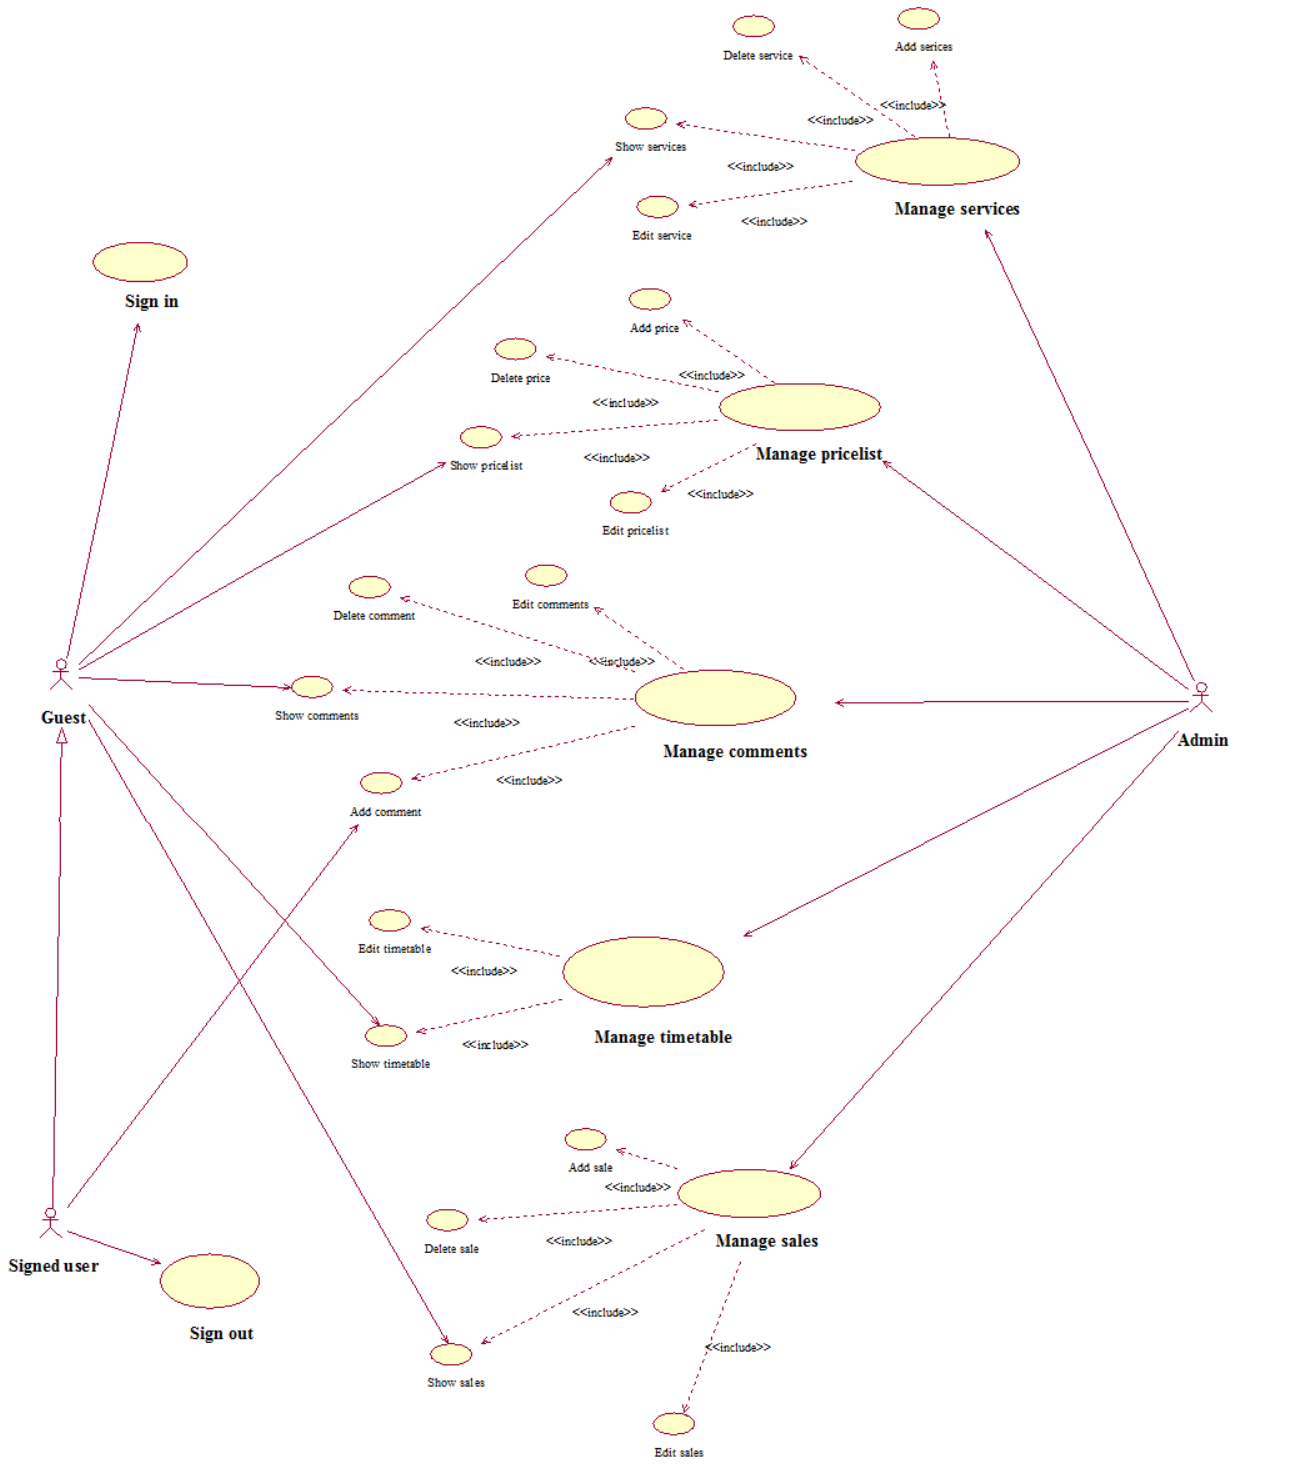 Delete service
Add serices
<<include>>
<<include>>
Show services
<<include>>
Manage services
Edit service
<<include>>
Sign in
Add price
Delete price
<<include>>
<<include>>
Manage pricelist
Show pricelist
<<include>>
<<include>>
Edit pricelist
Edit comments
Delete comment
<<include>>
<<include>>
Show comments
Guest
<<include>>
Manage comments
Admin
<<include>>
Add comment
Edit timetable
<<include>>
Manage timetable
<<include>>
Show timetable
Add sale
<<include>>
Delete sale
<<include>>
Manage sales
Signed user
<<include>>
Sign out
<<include>>
Show sales
Edit sales